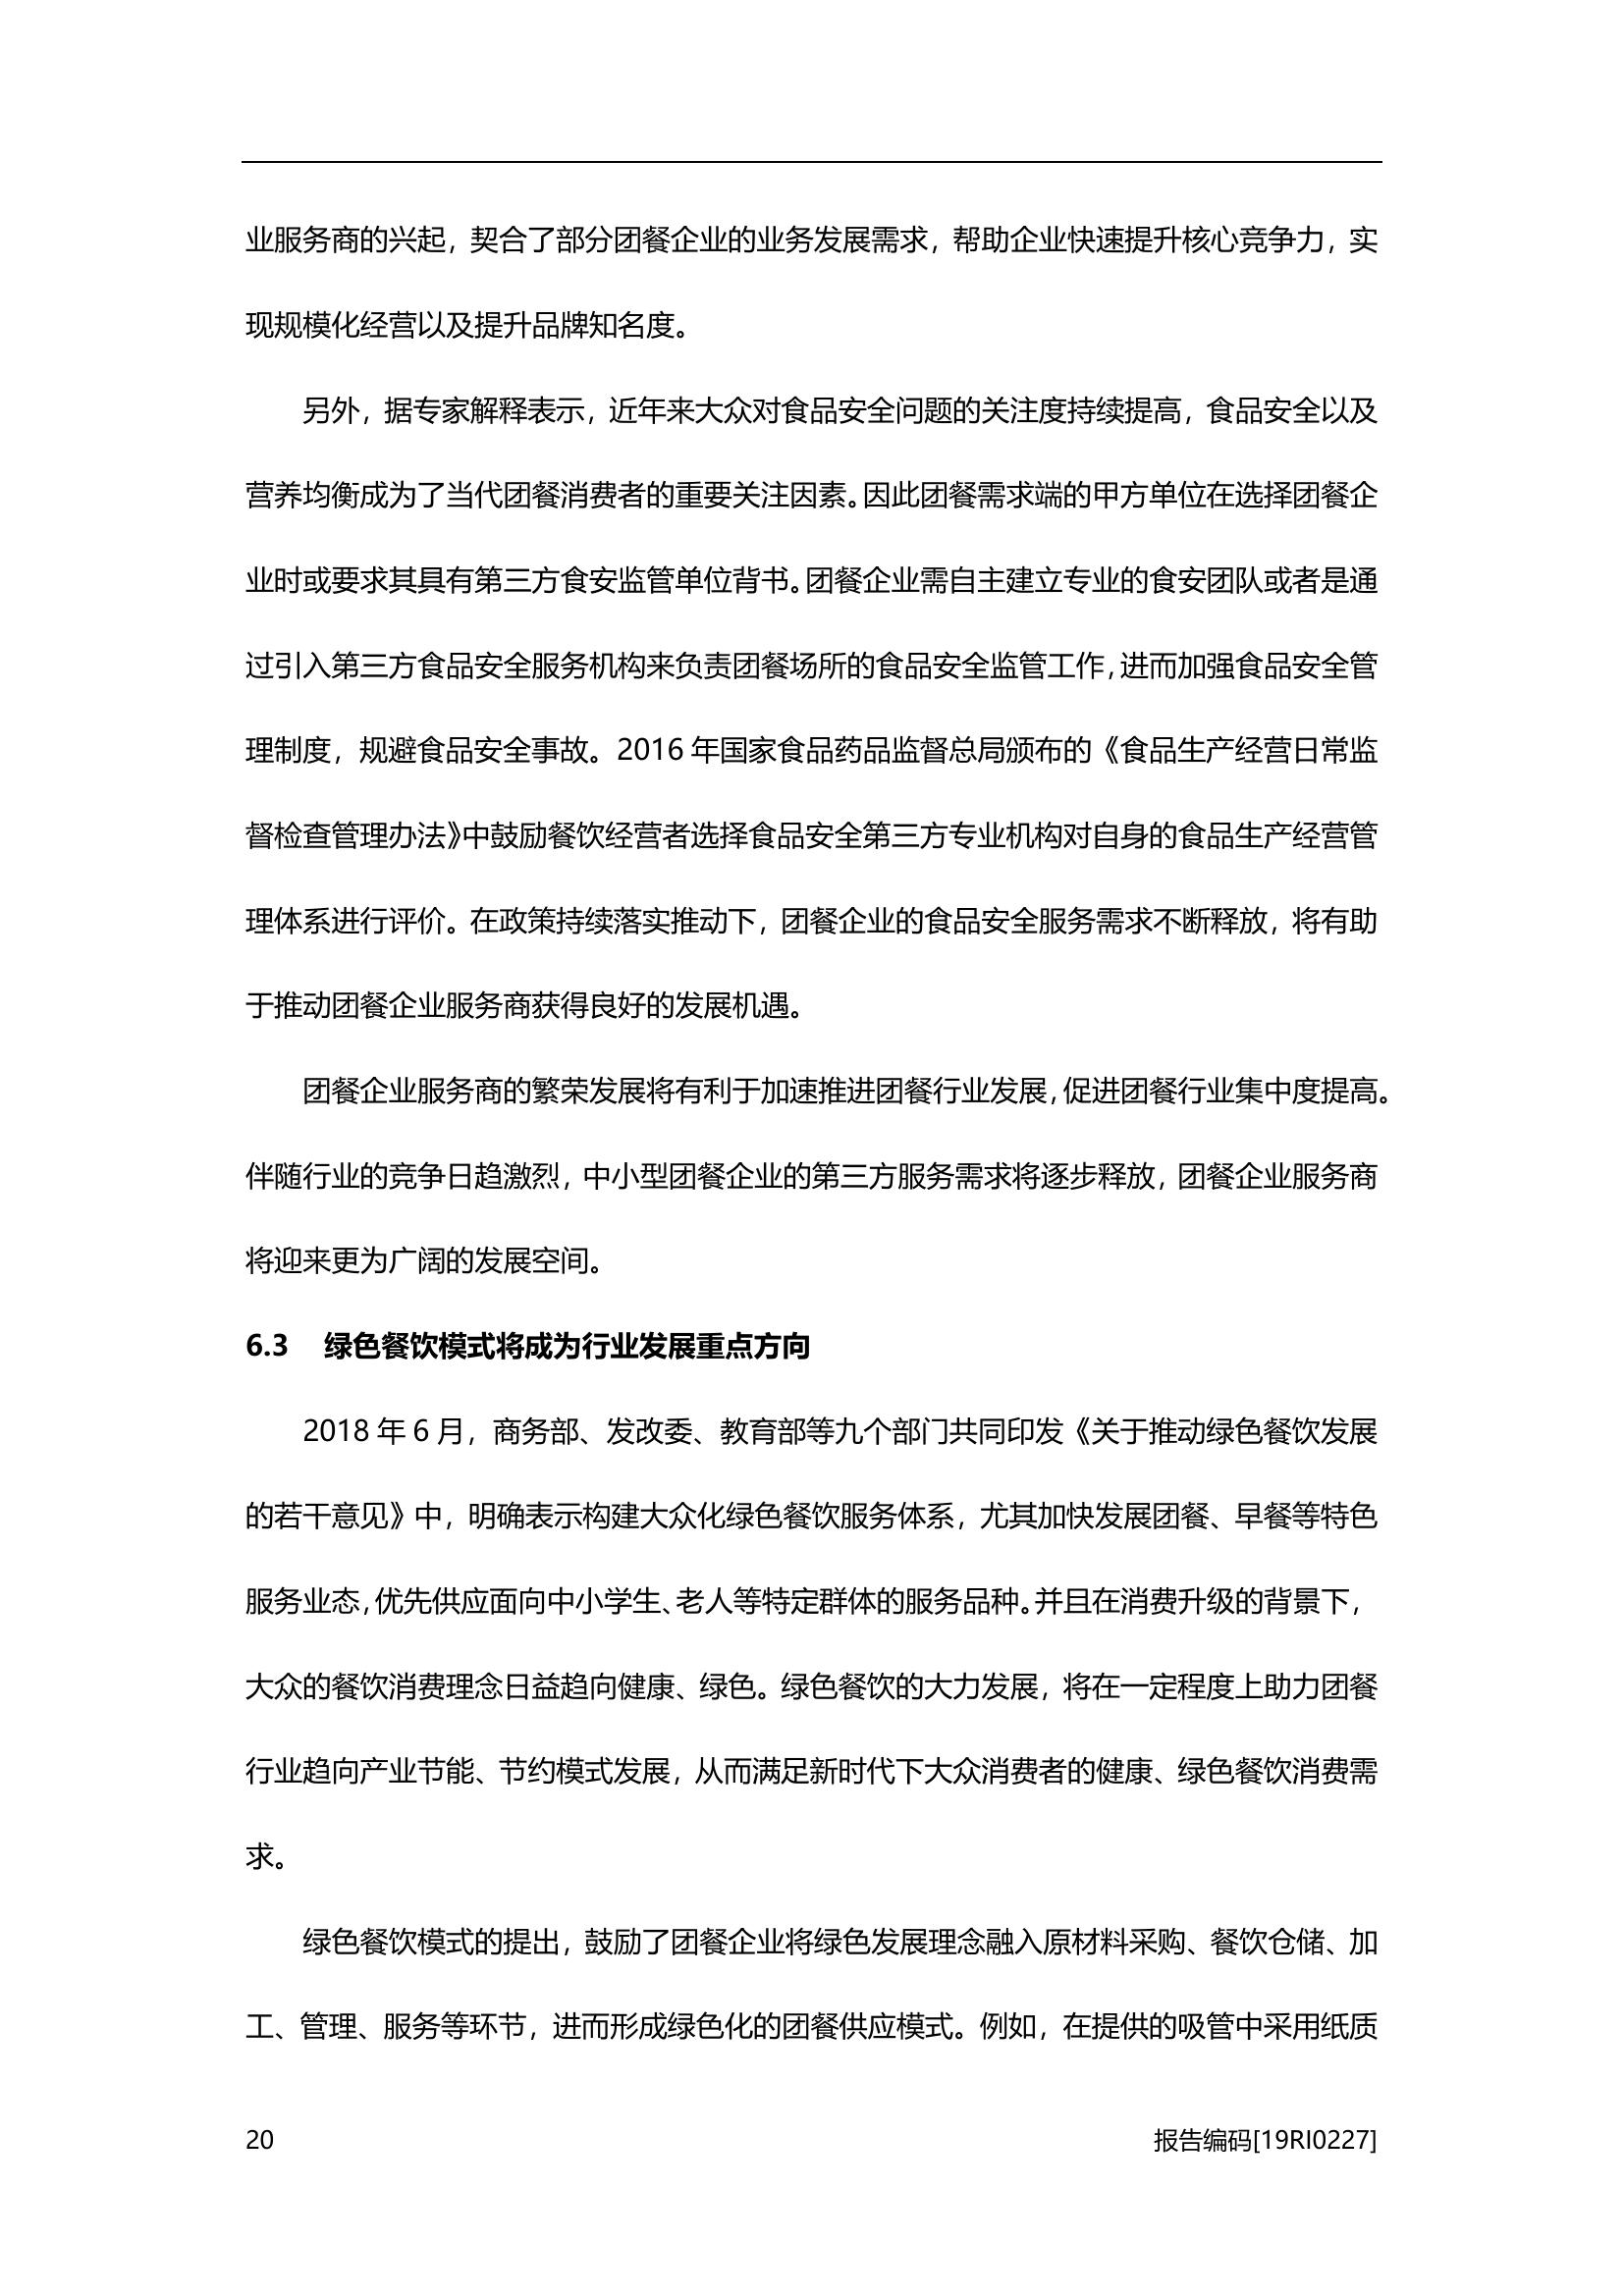 业服务商的兴起，契合了部分团餐企业的业务发展需求，帮助企业快速提升核心竞争力，实
现规模化经营以及提升品牌知名度。
另外，据专家解释表示，近年来大众对食品安全问题的关注度持续提高，食品安全以及
营养均衡成为了当代团餐消费者的重要关注因素。因此团餐需求端的甲方单位在选择团餐企
业时或要求其具有第三方食安监管单位背书。团餐企业需自主建立专业的食安团队或者是通
过引入第三方食品安全服务机构来负责团餐场所的食品安全监管工作，进而加强食品安全管
理制度，规避食品安全事故。2016 年国家食品药品监督总局颁布的《食品生产经营日常监
督检查管理办法》中鼓励餐饮经营者选择食品安全第三方专业机构对自身的食品生产经营管
理体系进行评价。在政策持续落实推动下，团餐企业的食品安全服务需求不断释放，将有助
于推动团餐企业服务商获得良好的发展机遇。
团餐企业服务商的繁荣发展将有利于加速推进团餐行业发展，促进团餐行业集中度提高。
伴随行业的竞争日趋激烈，中小型团餐企业的第三方服务需求将逐步释放，团餐企业服务商
将迎来更为广阔的发展空间。
6.3 绿色餐饮模式将成为行业发展重点方向
2018 年 6 月，商务部、发改委、教育部等九个部门共同印发《关于推动绿色餐饮发展
的若干意见》中，明确表示构建大众化绿色餐饮服务体系，尤其加快发展团餐、早餐等特色
服务业态，优先供应面向中小学生、老人等特定群体的服务品种。并且在消费升级的背景下，
大众的餐饮消费理念日益趋向健康、绿色。绿色餐饮的大力发展，将在一定程度上助力团餐
行业趋向产业节能、节约模式发展，从而满足新时代下大众消费者的健康、绿色餐饮消费需
求。
绿色餐饮模式的提出，鼓励了团餐企业将绿色发展理念融入原材料采购、餐饮仓储、加
工、管理、服务等环节，进而形成绿色化的团餐供应模式。例如，在提供的吸管中采用纸质
20 报告编码[19RI0227]